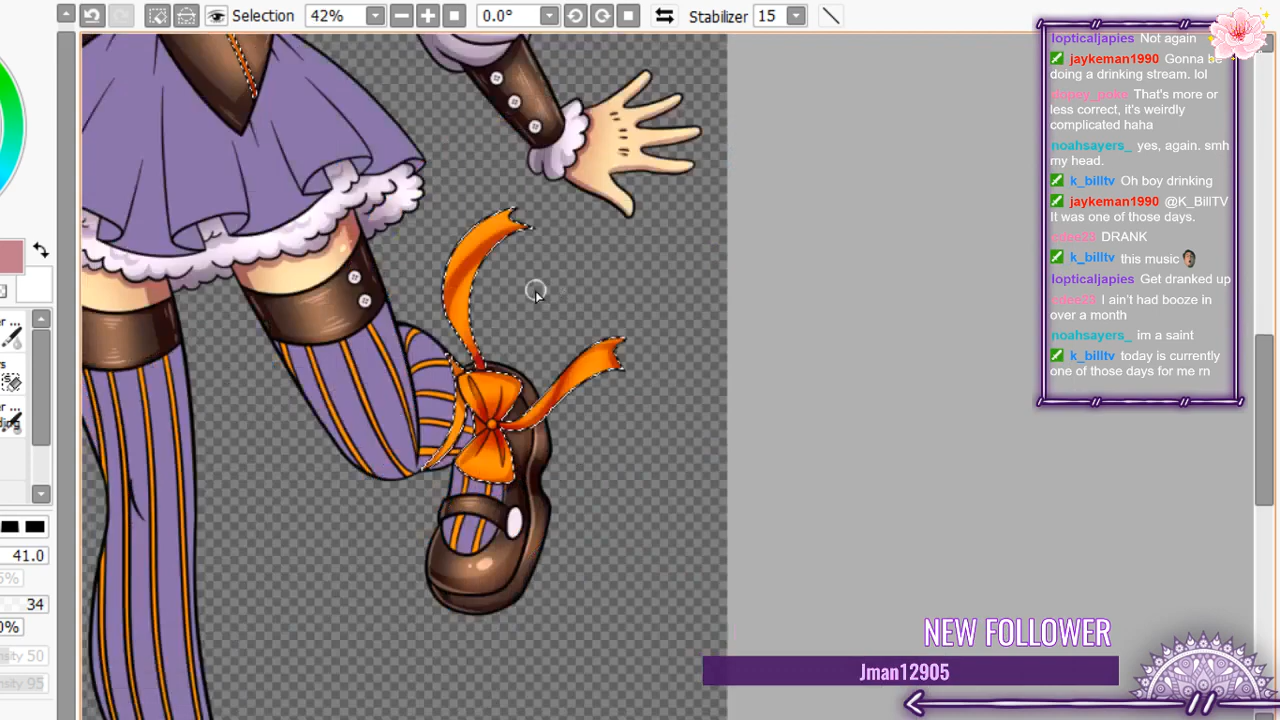 Selection 42% 0.0° Stabilizer 15
41.0
34
lopticaljapies Not again
jaykeman1990 Gonna be
doing a drinking stream. lol
dopey_poke That's more or
less correct, it's weirdly
complicated haha
noahsayers_ yes, again. smh
my head.
k_billtv Oh boy drinking
jaykeman1990 @K_BillTV
It was one of those days.
cdee23 DRANK
k_billtv this music
lopticaljapies Get dranked up
cdee23 I ain't had booze in
over a month
noahsayers_ im a saint
k_billtv today is currently
one of those days for me rn
NEW FOLLOWER
Jman12905